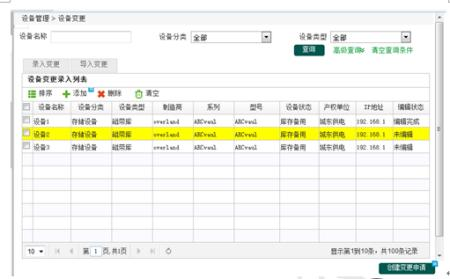 设备管理 > 设备变更
设备名称 设备分类 全部 设备类型 全部
查询 高级查询 清空查询条件
录入变更 导入变更
设备变更录入列表
排序 添加 删除 清空
设备名称 设备分类 设备类型 制造商 系列 型号 设备状态 产权单位 IP地址 编辑状态
设备1 存储设备 磁带库 overland ARCvaul ARCvaul 库存备用 城东供电 192.168.1 编辑完成
设备2 存储设备 磁带库 overland ARCvaul ARCvaul 库存备用 城东供电 192.168.1 未编辑
设备3 存储设备 磁带库 overland ARCvaul ARCvaul 库存备用 城东供电 192.168.1 未编辑
10 第 1 页,共1页 显示第1到10条，共100条记录
创建变更申请